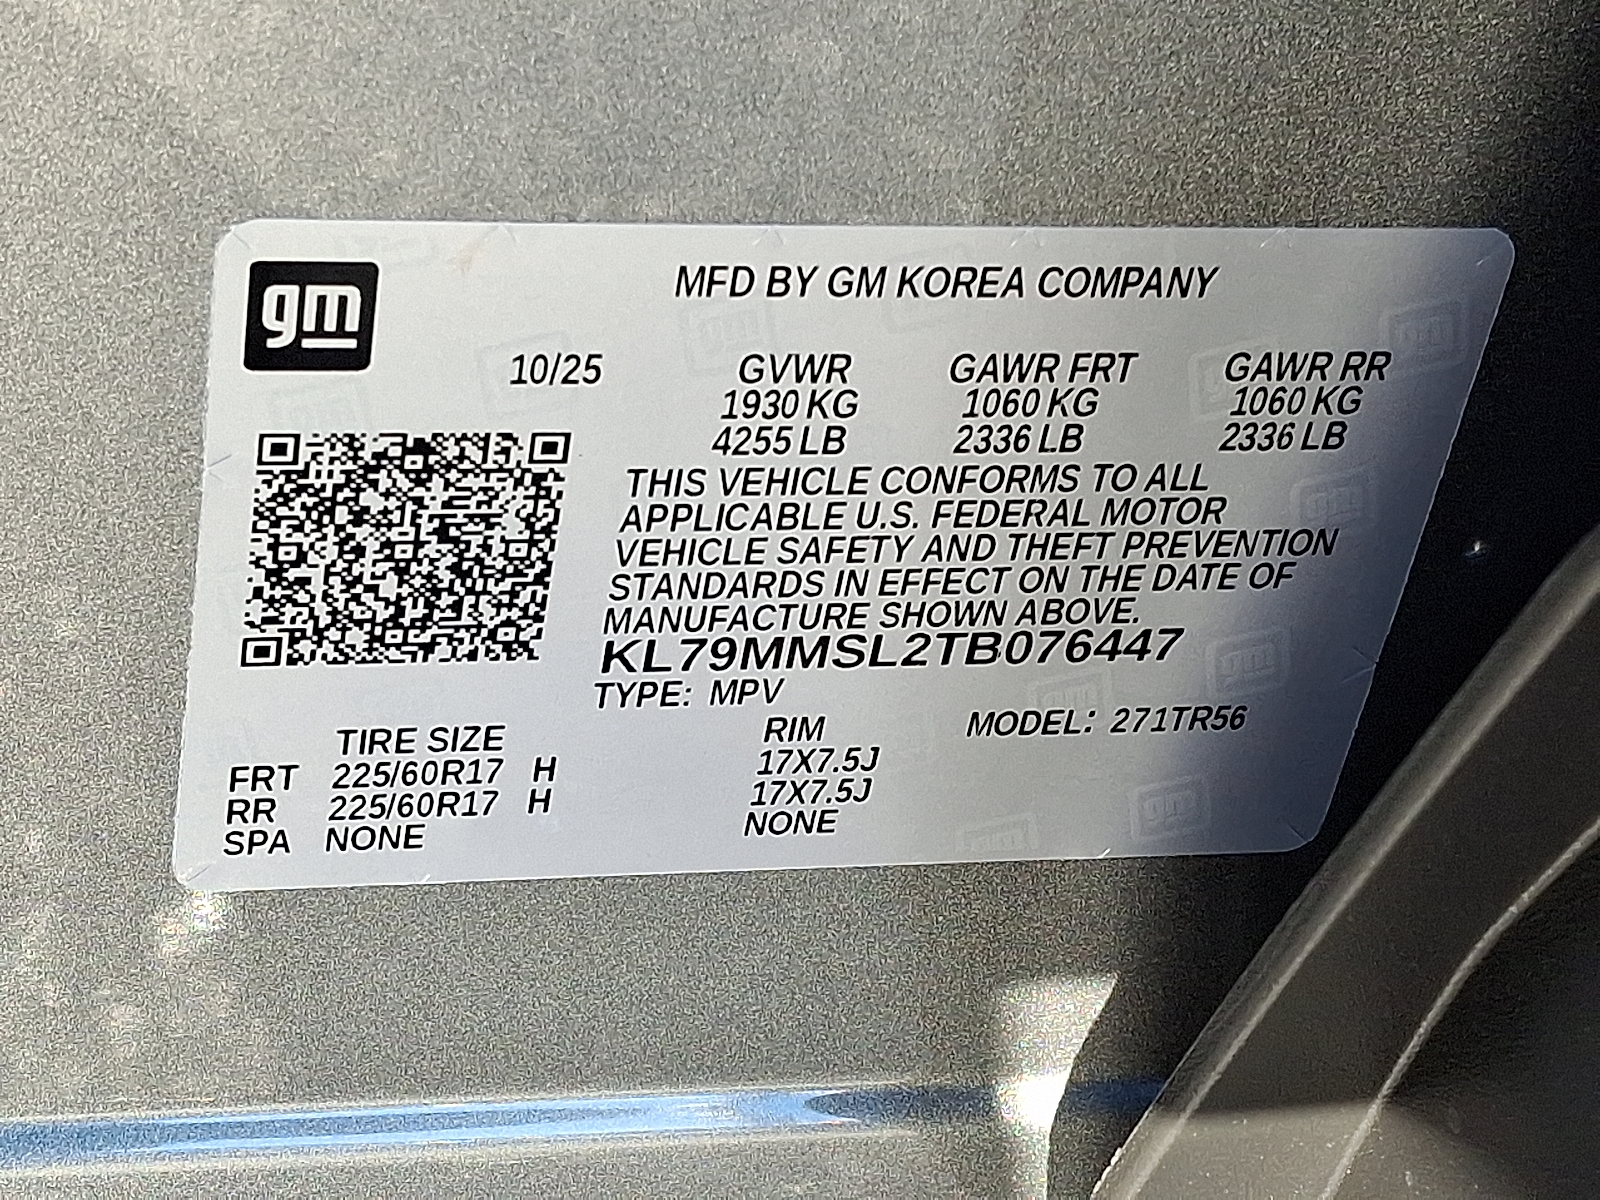 gm
MFD BY GM KOREA COMPANY
10/25 GVWR GAWR FRT GAWR RR
1930 KG 1060 KG 1060 KG
4255 LB 2336 LB 2336 LB
THIS VEHICLE CONFORMS TO ALL
APPLICABLE U.S. FEDERAL MOTOR
VEHICLE SAFETY AND THEFT PREVENTION
STANDARDS IN EFFECT ON THE DATE OF
MANUFACTURE SHOWN ABOVE.
KL79MMSL2TB076447
TYPE: MPV
TIRE SIZE RIM MODEL: 271TR56
FRT 225/60R17 H 17X7.5J
RR 225/60R17 H 17X7.5J
SPA NONE NONE